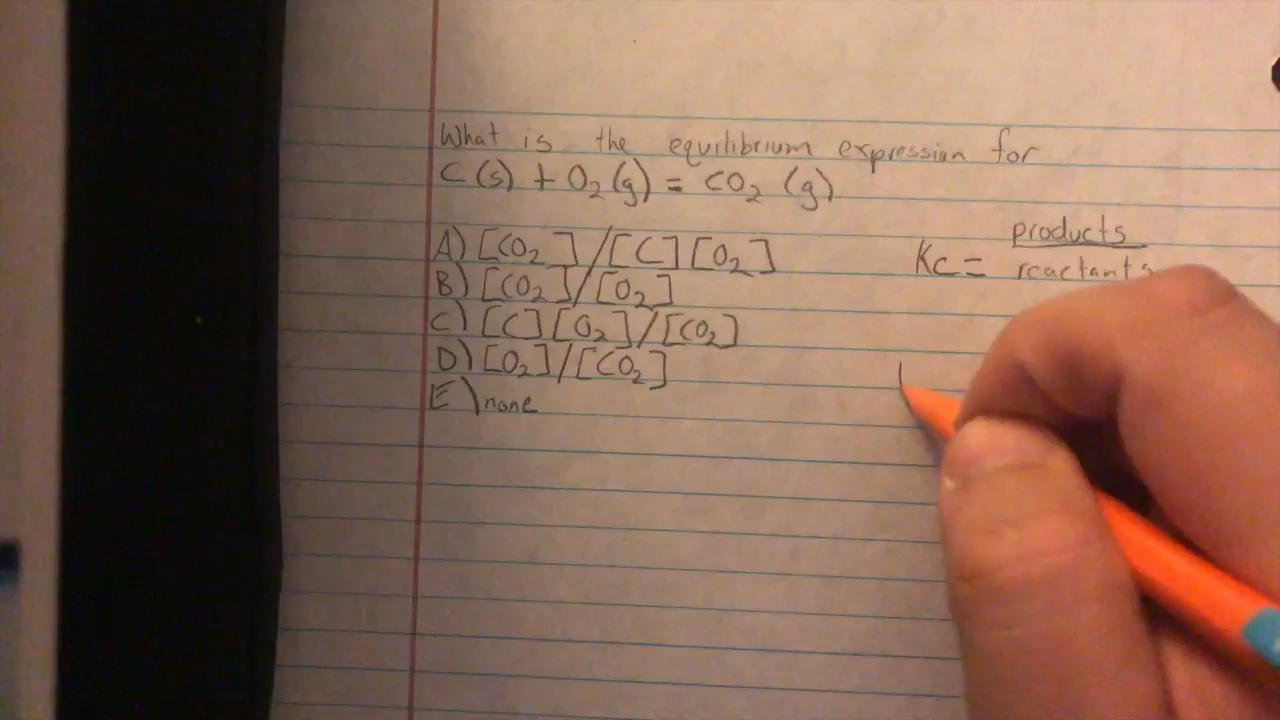 What is the equilibrium expression for
C(s) + O₂(g) = CO₂ (g)
A) [CO₂]/[C][O₂]
B) [CO₂]/[O₂]
C) [C][O₂]/[CO₂]
D) [O₂]/[CO₂]
E) none
products
Kc =
reactants